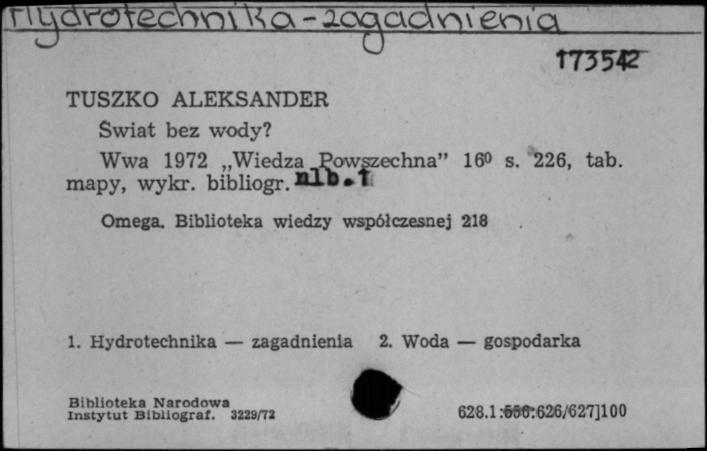 Hydrotechnika - zagadnienia
173542
TUSZKO ALEKSANDER
Świat bez wody?
Wwa 1972 „Wiedza Powszechna” 16⁰ s. 226, tab.
mapy, wykr. bibliogr. nlb. 1
Omega. Biblioteka wiedzy współczesnej 218
1. Hydrotechnika — zagadnienia 2. Woda — gospodarka
Biblioteka Narodowa
Instytut Bibliograf. 3229/72
628.1:556:626/627]100